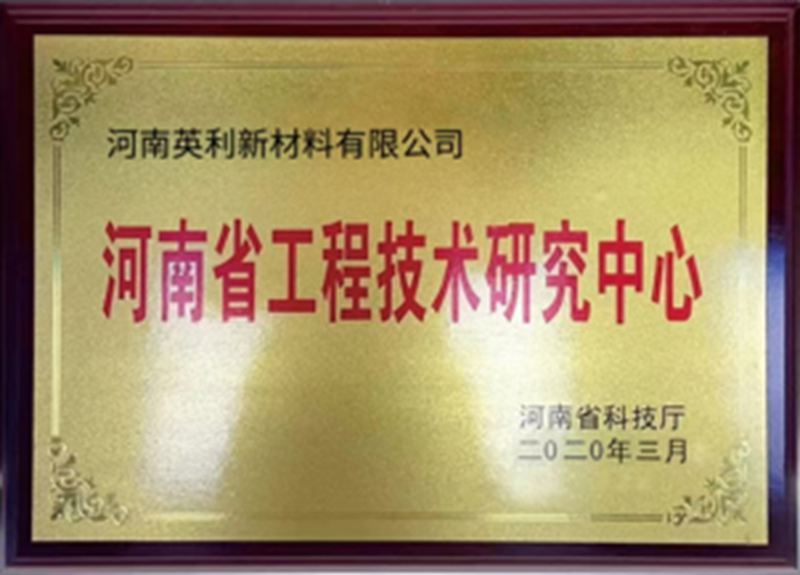 河南英利新材料有限公司
河南省工程技术研究中心
河南省科技厅
二0二0年三月